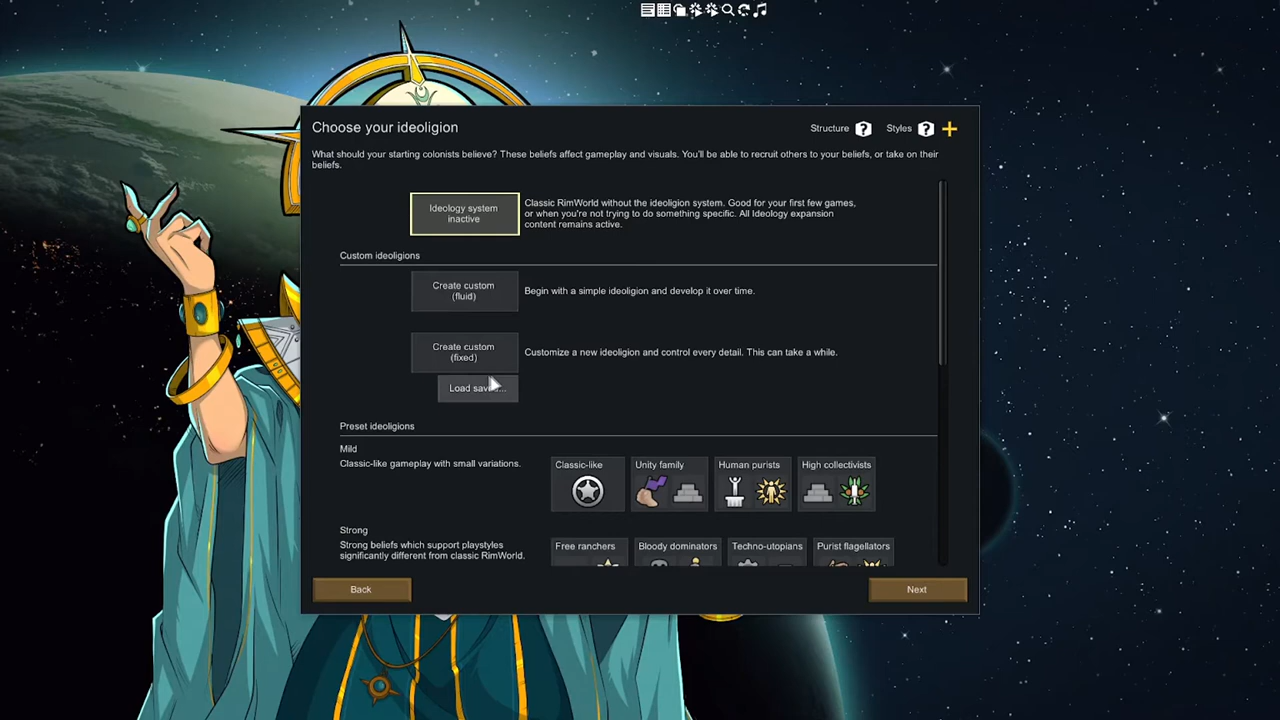 Choose your ideoligion
Structure
Styles
What should your starting colonists believe? These beliefs affect gameplay and visuals. You'll be able to recruit others to your beliefs, or take on their
beliefs.
Ideology system
inactive
Classic RimWorld without the ideoligion system. Good for your first few games,
or when you're not trying to do something specific. All Ideology expansion
content remains active.
Custom ideoligions
Create custom
(fluid)
Begin with a simple ideoligion and develop it over time.
Create custom
(fixed)
Customize a new ideoligion and control every detail. This can take a while.
Load
Preset ideoligions
Mild
Classic-like gameplay with small variations.
Classic-like
Unity family
Human purists
High collectivists
Strong
Strong beliefs which support playstyles
significantly different from classic RimWorld.
Free ranchers
Bloody dominators
Techno-utopians
Purist flagellators
Back
Next